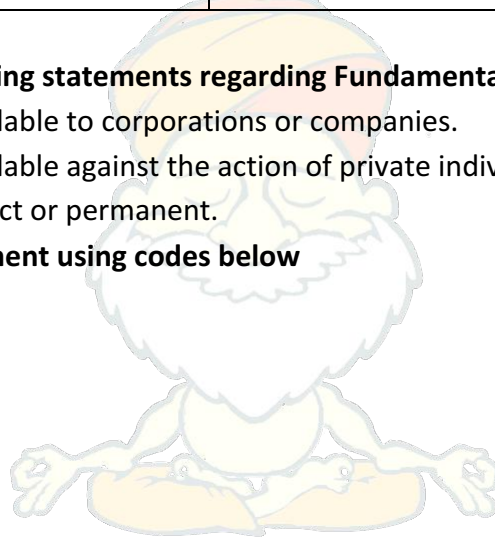 ing statements regarding Fundamenta
lable to corporations or companies.
lable against the action of private indiv
ct or permanent.
nent using codes below